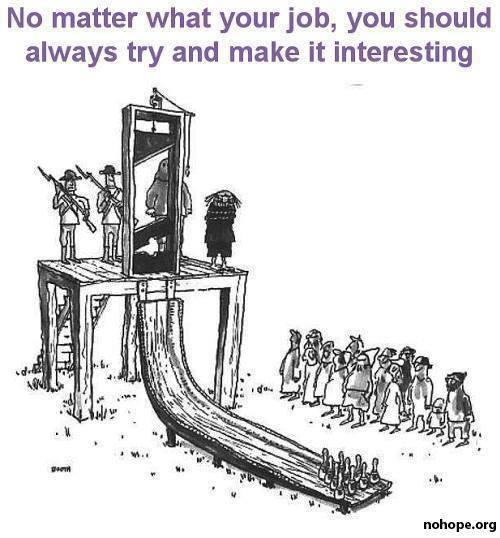 No matter what your job, you should
always try and make it interesting
BOOTH
nohope.org